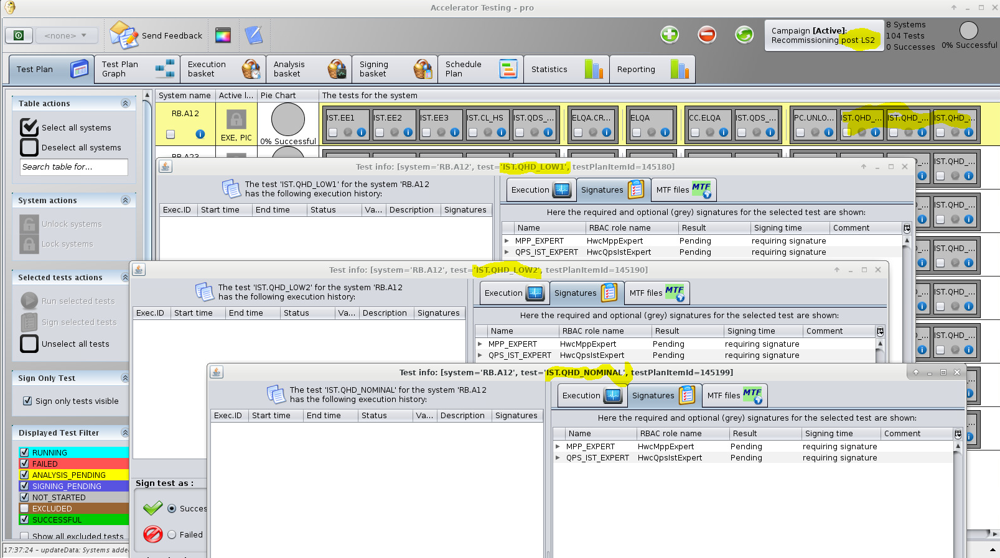 Accelerator Testing - pro
<none>
Send Feedback
Campaign [Active]:
Recommissioning post LS2
8 Systems
104 Tests
0 Successes
0% Successful
Test Plan
Test Plan
Graph
Execution
basket
Analysis
basket
Signing
basket
Schedule
Plan
Statistics
Reporting
Table actions
Select all systems
Deselect all systems
Search table for...
System actions
Unlock systems
Lock systems
Selected tests actions
Run selected tests
Sign selected tests
Unselect all tests
Sign Only Test
Sign only tests visible
Displayed Test Filter
RUNNING
FAILED
ANALYSIS_PENDING
SIGNING_PENDING
NOT_STARTED
EXCLUDED
SUCCESSFUL
Show all excluded tests
17:37:24 - updateData: Systems added
System name Active l... Pie Chart The tests for the system
RB.A12
EXE, PIC
0% Successful
IST.EE1 IST.EE2 IST.EE3 IST.CL_HS IST.QDS_... ELQA.CR... ELQA CC.ELQA IST.QDS_... PC.UNLO... IST.QHD_... IST.QHD_... IST.QHD_...
RB.A23
D_... IST.QHD_...
D_... IST.QHD_...
D_... IST.QHD_...
D_... IST.QHD_...
D_... IST.QHD_...
Test info: [system='RB.A12', test='IST.QHD_LOW1', testPlanItemId=145180]
The test 'IST.QHD_LOW1' for the system 'RB.A12
has the following execution history:
Exec.ID Start time End time Status Va... Description Signatures
Execution Signatures MTF files MTF
Here the required and optional (grey) signatures for the selected test are shown:
Name RBAC role name Result Signing time Comment
MPP_EXPERT HwcMppExpert Pending requiring signature
QPS_IST_EXPERT HwcQpsIstExpert Pending requiring signature
Test info: [system='RB.A12', test='IST.QHD_LOW2', testPlanItemId=145190]
The test 'IST.QHD_LOW2' for the system 'RB.A12
has the following execution history:
Exec.ID Start time End time Status Va... Description Signatures
Execution Signatures MTF files MTF
Here the required and optional (grey) signatures for the selected test are shown:
Name RBAC role name Result Signing time Comment
MPP_EXPERT HwcMppExpert Pending requiring signature
QPS_IST_EXPERT HwcQpsIstExpert Pending requiring signature
Sign test as :
Succes
Failed
Test info: [system='RB.A12', test='IST.QHD_NOMINAL', testPlanItemId=145199]
The test 'IST.QHD_NOMINAL' for the system 'RB.A12
has the following execution history:
Exec.ID Start time End time Status Va... Description Signatures
Execution Signatures MTF files MTF
Here the required and optional (grey) signatures for the selected test are shown:
Name RBAC role name Result Signing time Comment
MPP_EXPERT HwcMppExpert Pending requiring signature
QPS_IST_EXPERT HwcQpsIstExpert Pending requiring signature